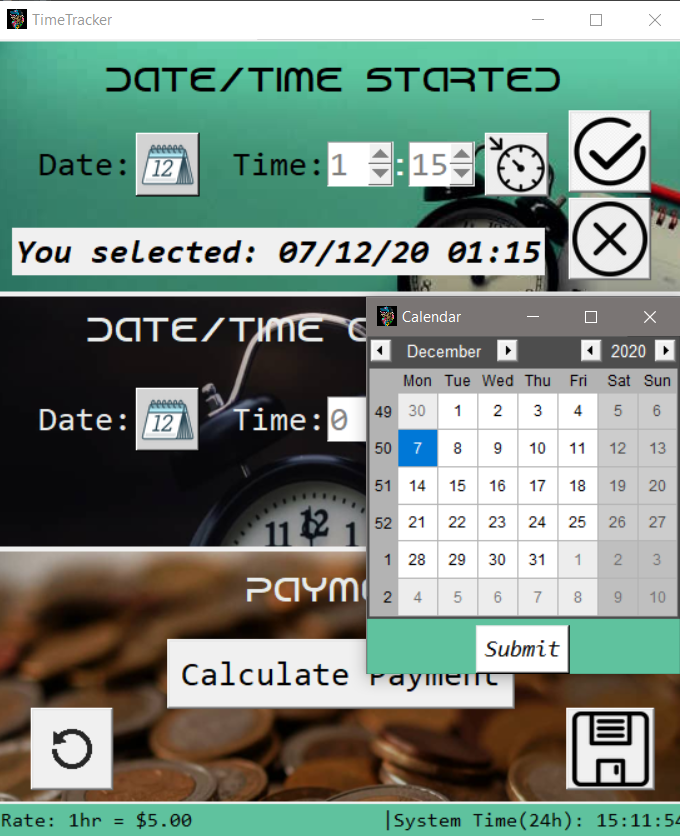 TimeTracker
DATE/TIME STARTED
Date: 12 Time: 1 : 15
You selected: 07/12/20 01:15
DATE/TIME
Date: 12 Time: 0
11 12 1
Calendar
December 2020
Mon Tue Wed Thu Fri Sat Sun
49 30 1 2 3 4 5 6
50 7 8 9 10 11 12 13
51 14 15 16 17 18 19 20
52 21 22 23 24 25 26 27
1 28 29 30 31 1 2 3
2 4 5 6 7 8 9 10
Submit
Calculate Payment
Rate: 1hr = $5.00 |System Time(24h): 15:11:54